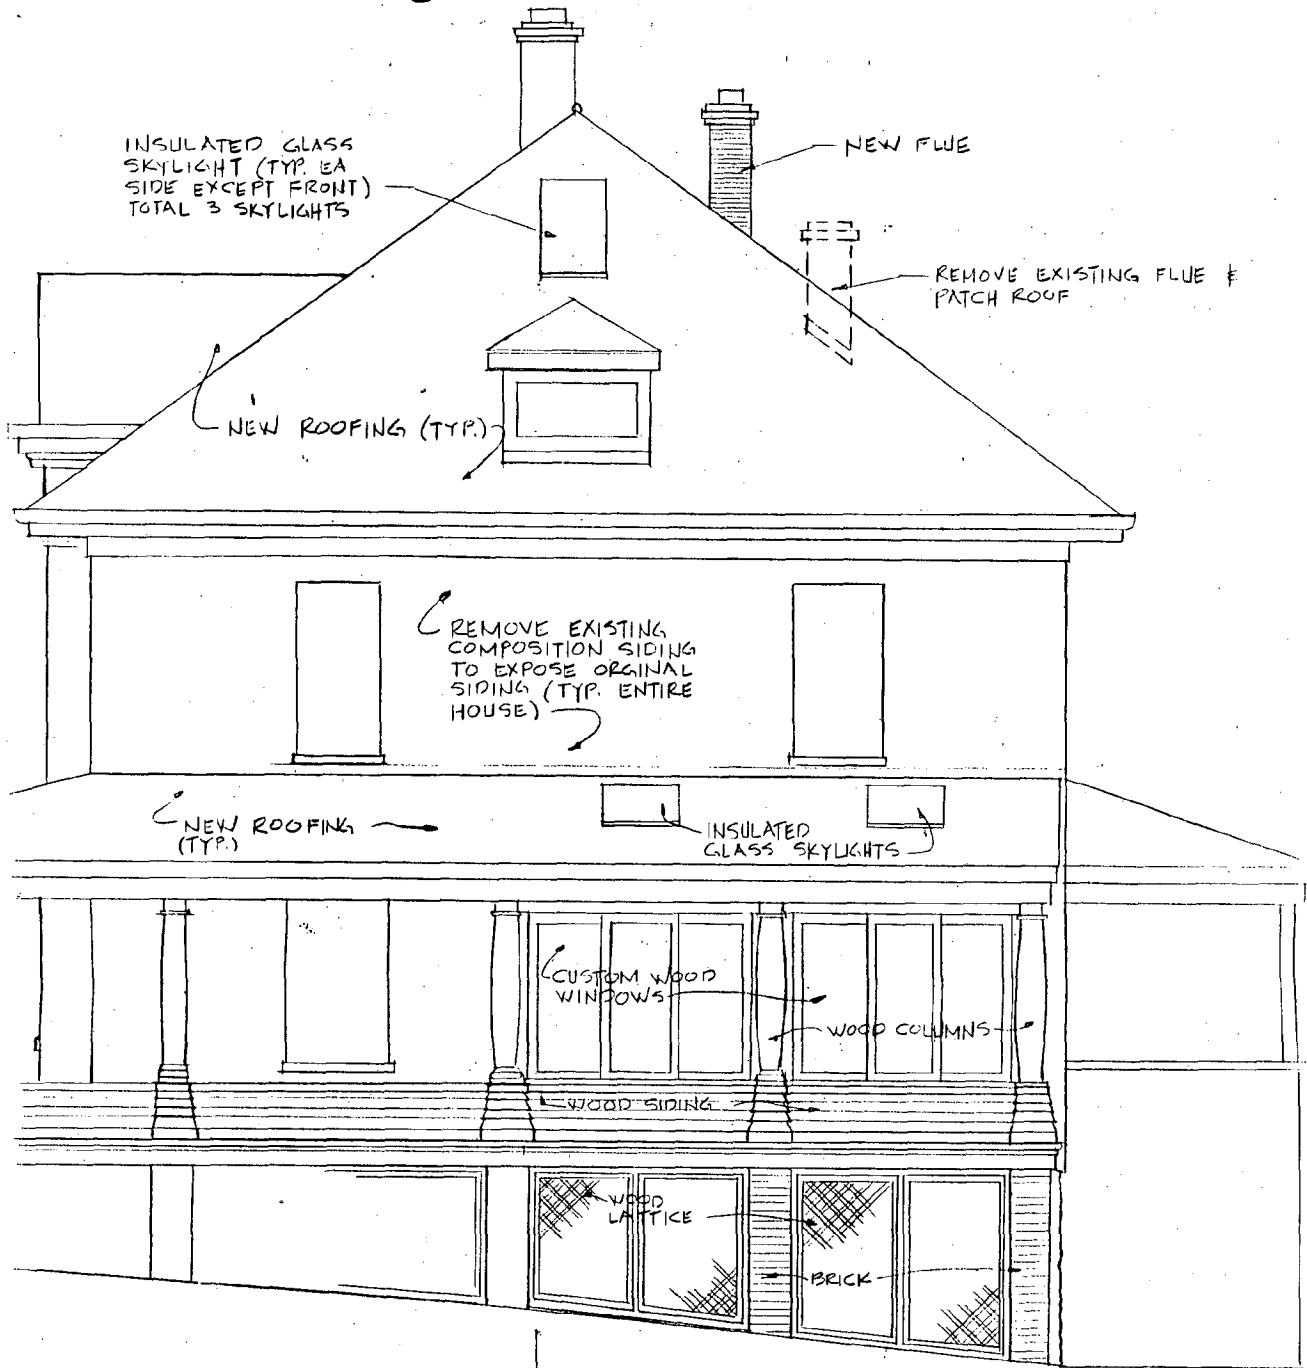 INSULATED GLASS
SKYLIGHT (TYP. EA
SIDE EXCEPT FRONT)
TOTAL 3 SKYLIGHTS
NEW FLUE
REMOVE EXISTING FLUE &
PATCH ROOF
NEW ROOFING (TYP.)
REMOVE EXISTING
COMPOSITION SIDING
TO EXPOSE ORGINAL
SIDING (TYP. ENTIRE
HOUSE)
NEW ROOFING
(TYP.)
INSULATED
GLASS SKYLIGHTS
CUSTOM WOOD
WINDOWS
WOOD COLUMNS
WOOD SIDING
WOOD
LATTICE
BRICK